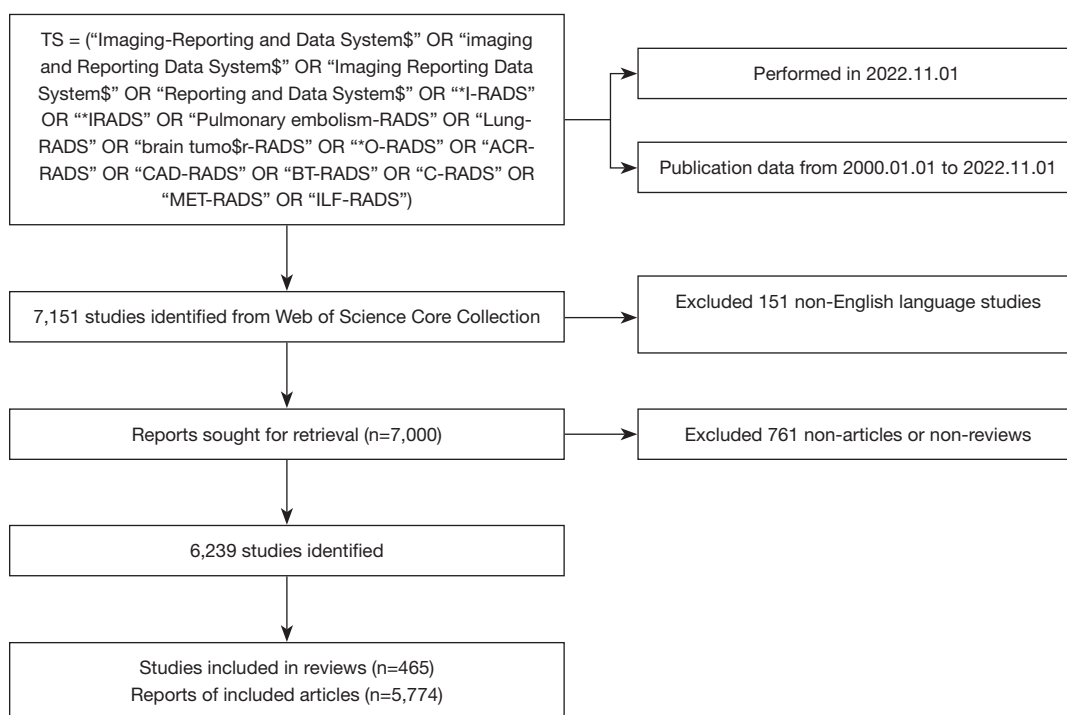 TS = (“Imaging-Reporting and Data System$” OR “imaging
and Reporting Data System$” OR “Imaging Reporting Data
System$” OR “Reporting and Data System$” OR “*I-RADS”
OR “*IRADS” OR “Pulmonary embolism-RADS” OR “Lung-
RADS” OR “brain tumo$r-RADS” OR “*O-RADS” OR “ACR-
RADS” OR “CAD-RADS” OR “BT-RADS” OR “C-RADS” OR
“MET-RADS” OR “ILF-RADS”)
Performed in 2022.11.01
Publication data from 2000.01.01 to 2022.11.01
7,151 studies identified from Web of Science Core Collection
Excluded 151 non-English language studies
Reports sought for retrieval (n=7,000)
Excluded 761 non-articles or non-reviews
6,239 studies identified
Studies included in reviews (n=465)
Reports of included articles (n=5,774)